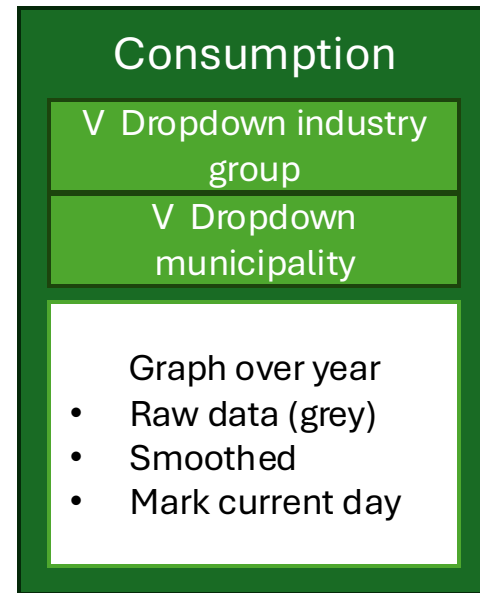 Consumption
V Dropdown industry
group
V Dropdown
municipality
Graph over year
• Raw data (grey)
• Smoothed
• Mark current day